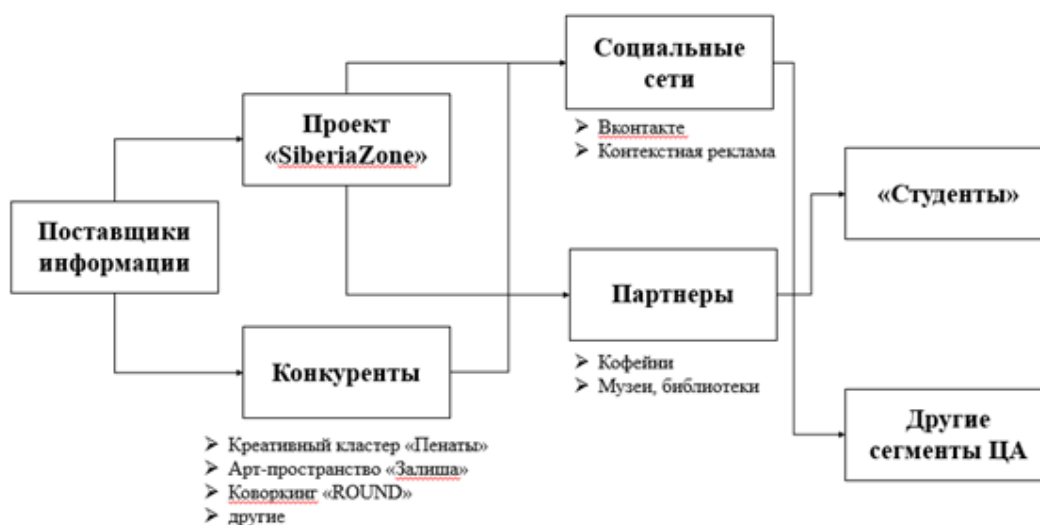 Поставщики
информации
Проект
«SiberiaZone»
Конкуренты
➢ Креативный кластер «Пенаты»
➢ Арт-пространство «Залиша»
➢ Коворкинг «ROUND»
➢ другие
Социальные
сети
➢ Вконтакте
➢ Контекстная реклама
Партнеры
➢ Кофейни
➢ Музеи, библиотеки
«Студенты»
Другие
сегменты ЦА